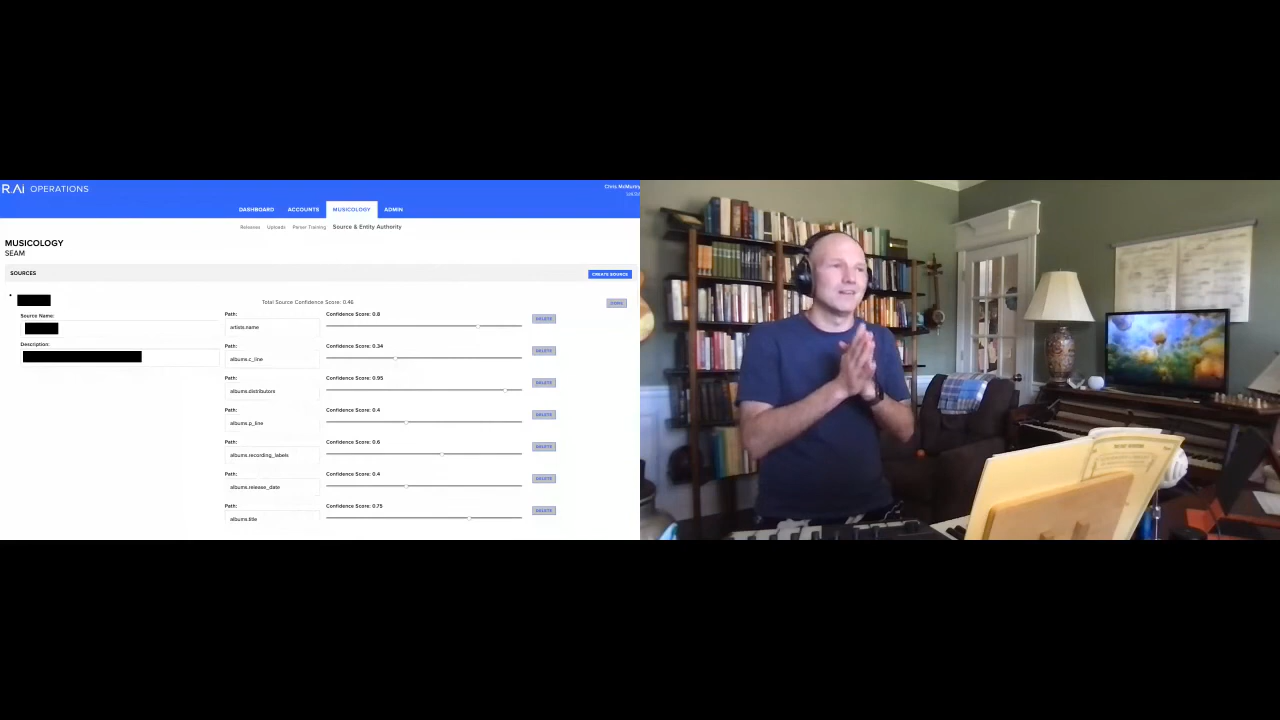 R.Ai OPERATIONS
Chris McMurry
DASHBOARD ACCOUNTS MUSICOLOGY ADMIN
Releases Uploads Parser Training Source & Entity Authority
MUSICOLOGY
SEAM
SOURCES
CREATE SOURCE
Total Source Confidence Score: 0.46
Source Name:
Description:
Path: Confidence Score: 0.8
artists.name
DELETE
Path: Confidence Score: 0.34
albums.c_line
DELETE
Path: Confidence Score: 0.95
albums.distributors
DELETE
Path: Confidence Score: 0.4
albums.p_line
DELETE
Path: Confidence Score: 0.6
albums.recording_labels
DELETE
Path: Confidence Score: 0.4
albums.release_date
DELETE
Path: Confidence Score: 0.75
albums.title
DELETE